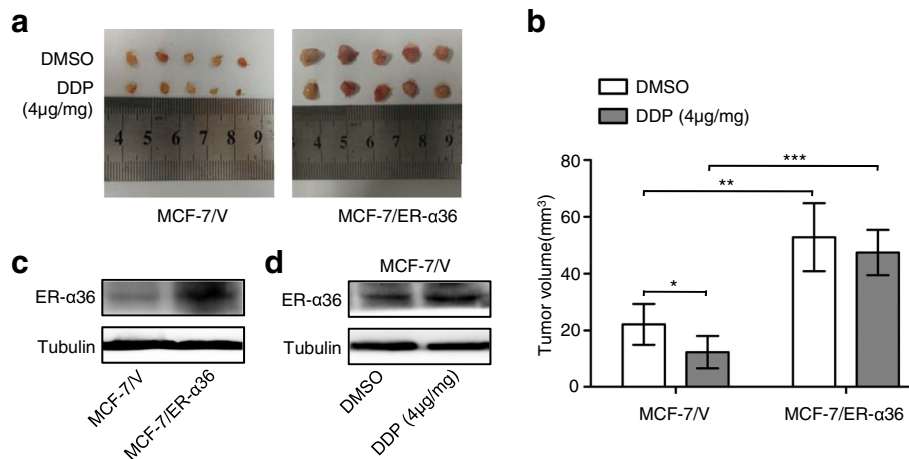 a
DMSO
DDP
(4µg/mg)
4 5 6 7 8 9
4 5 6 7 8 9
MCF-7/V
MCF-7/ER-α36
b
DMSO
DDP (4µg/mg)
Tumor volume(mm³)
80
60
40
20
0
*
**
***
MCF-7/V
MCF-7/ER-α36
c
ER-α36
Tubulin
MCF-7/V
MCF-7/ER-α36
d
MCF-7/V
ER-α36
Tubulin
DMSO
DDP (4µg/mg)